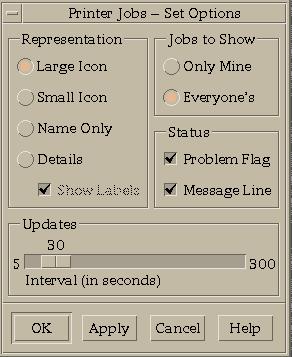 Printer Jobs – Set Options
Representation
Large Icon
Small Icon
Name Only
Details
Show Labels
Jobs to Show
Only Mine
Everyone's
Status
Problem Flag
Message Line
Updates
30
5 300
Interval (in seconds)
OK Apply Cancel Help